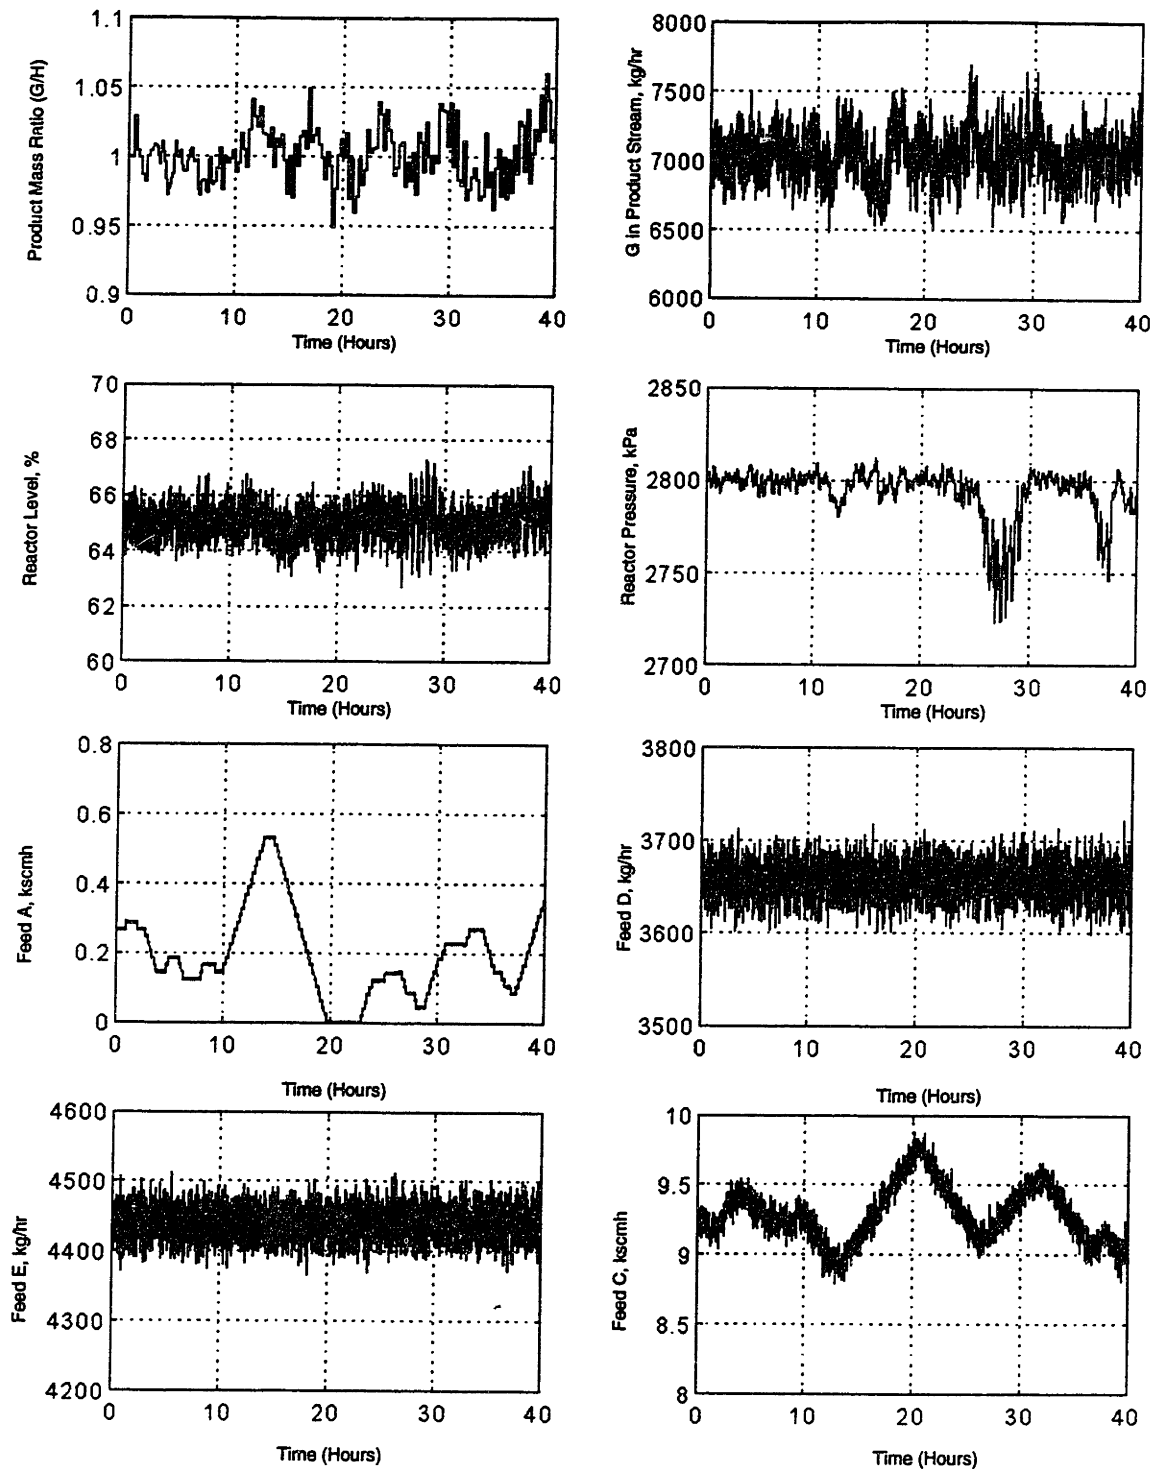 Product Mass Ratio (G/H)
1.1
1.05
1
0.95
0.9
0 10 20 30 40
Time (Hours)
G in Product Stream, kg/hr
8000
7500
7000
6500
6000
0 10 20 30 40
Time (Hours)
Reactor Level, %
70
68
66
64
62
60
0 10 20 30 40
Time (Hours)
Reactor Pressure, kPa
2850
2800
2750
2700
0 10 20 30 40
Time (Hours)
Feed A, kscmh
0.8
0.6
0.4
0.2
0
0 10 20 30 40
Time (Hours)
Feed D, kg/hr
3800
3700
3600
3500
0 10 20 30 40
Time (Hours)
Feed E, kg/hr
4600
4500
4400
4300
4200
0 10 20 30 40
Time (Hours)
Feed C, kscmh
10
9.5
9
8.5
8
0 10 20 30 40
Time (Hours)